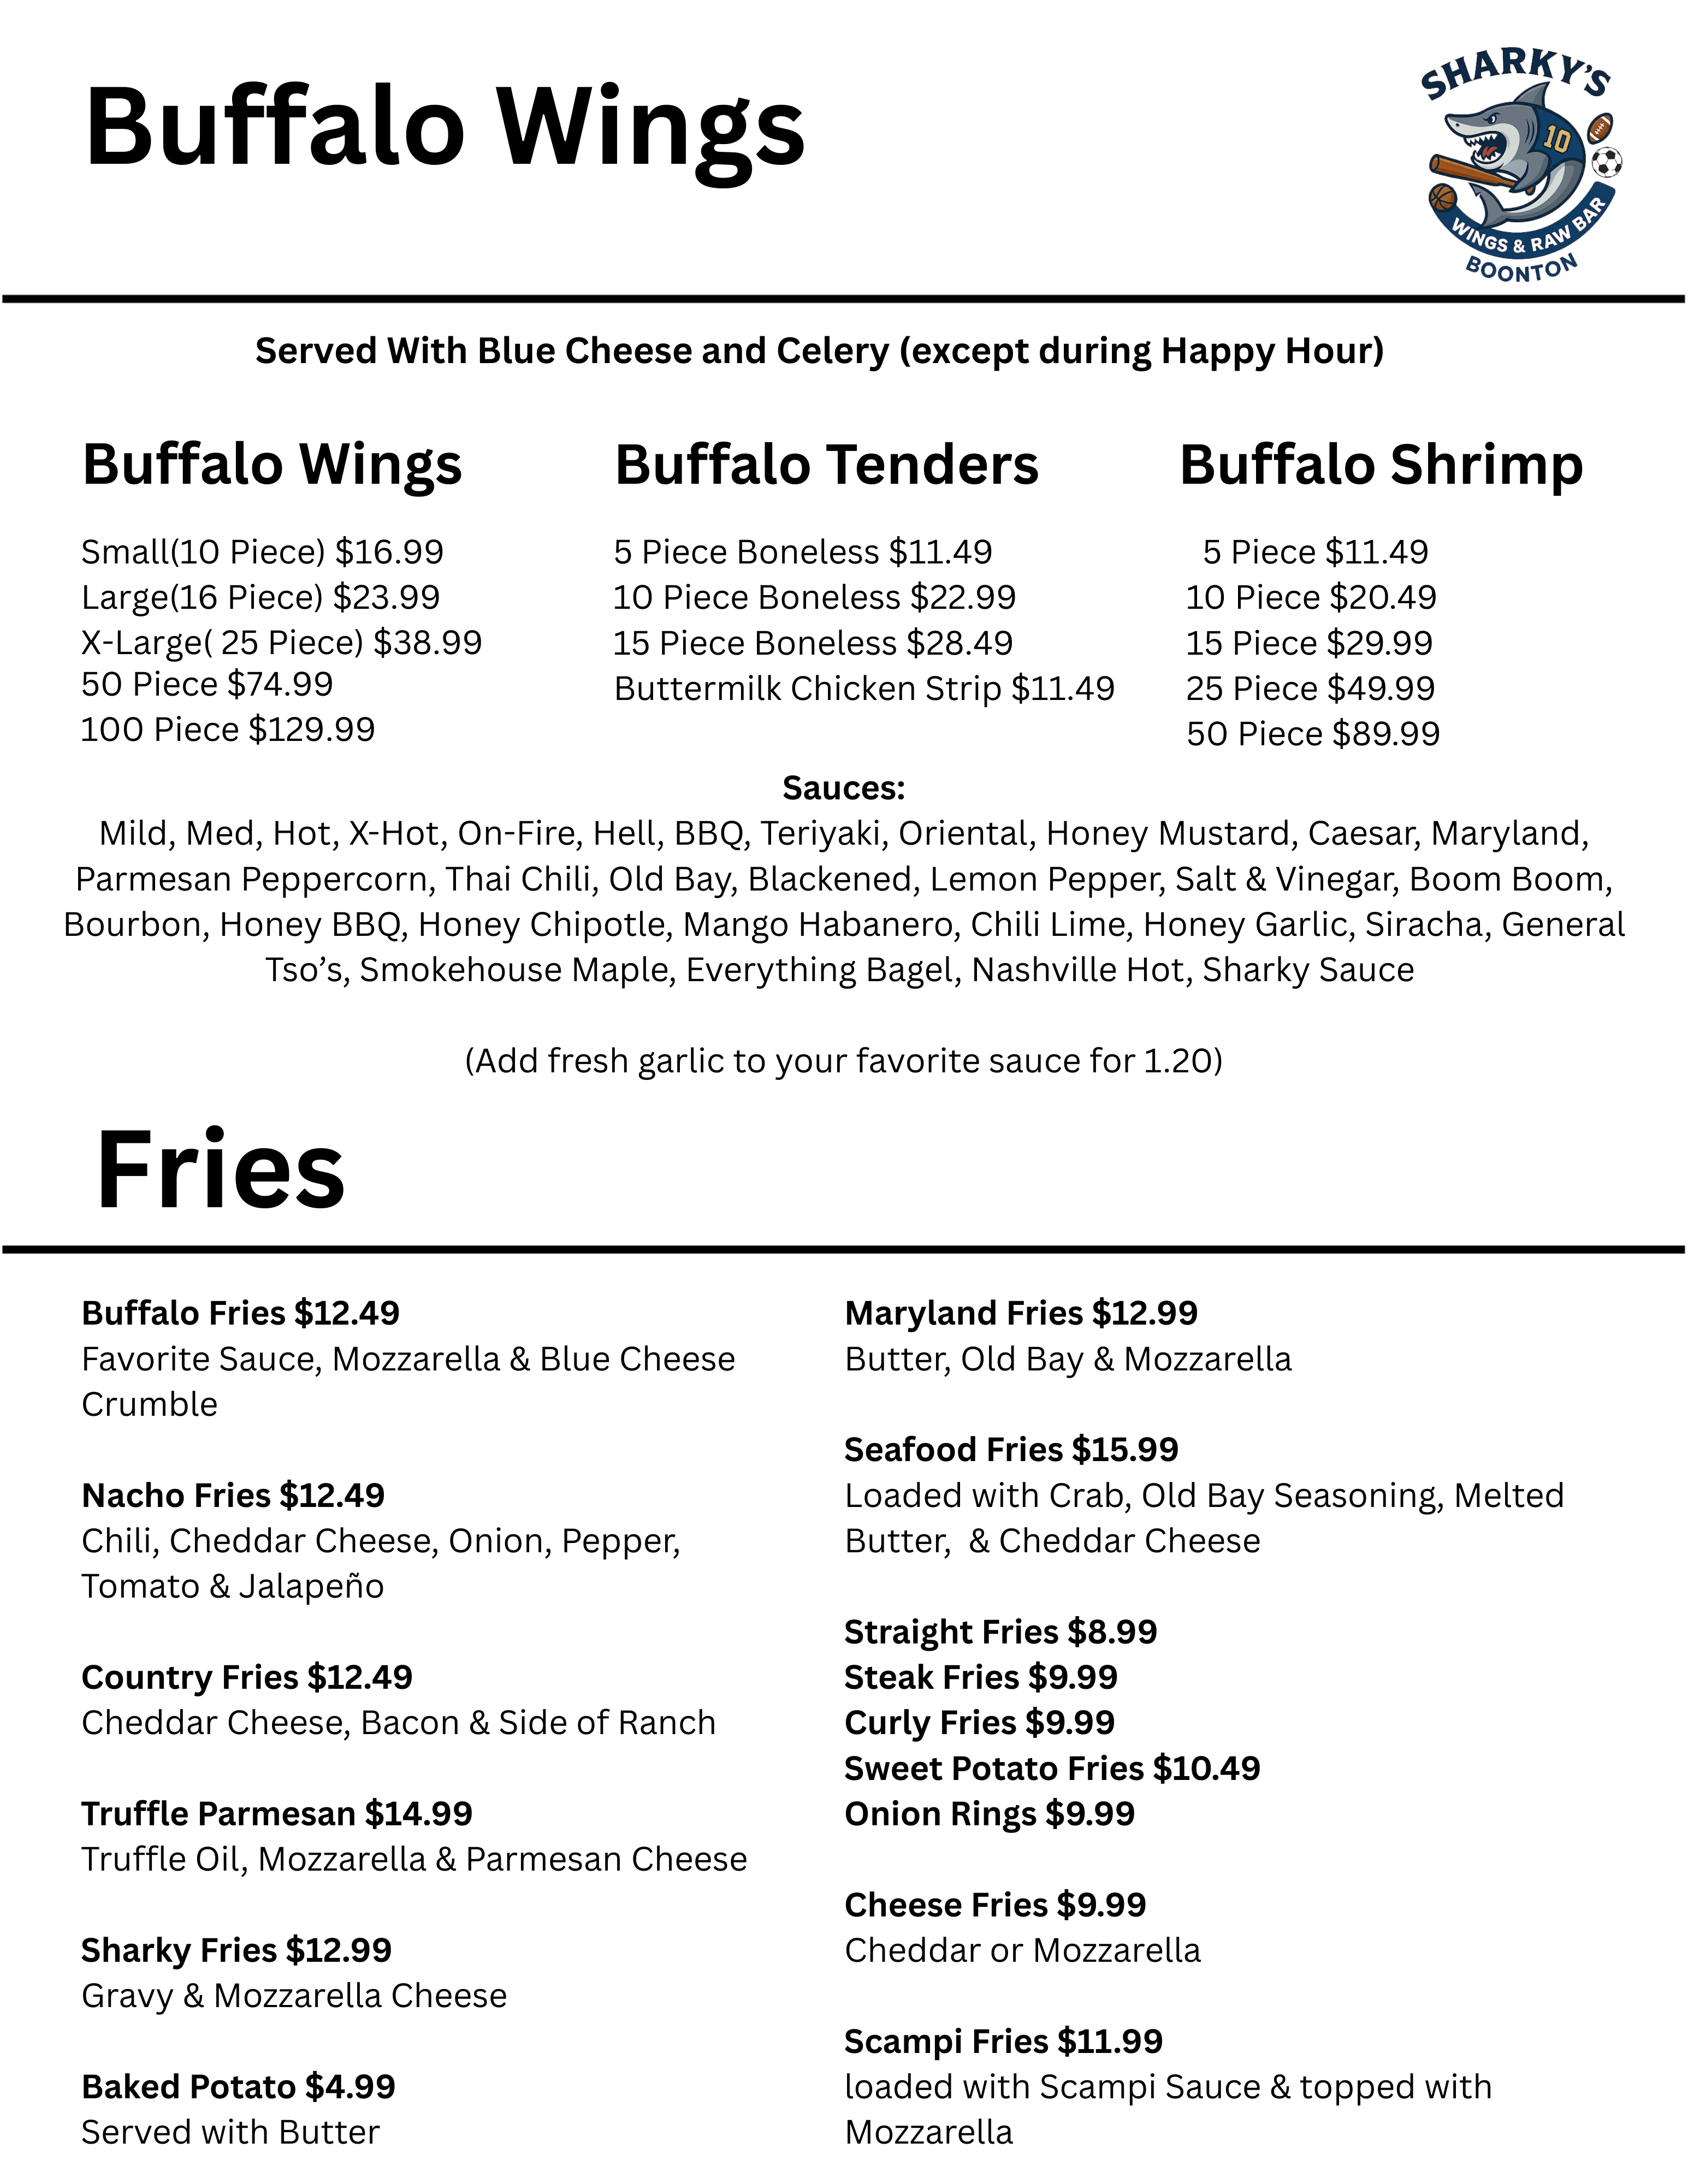 Buffalo Wings
SHARKY'S
10
WINGS & RAW BAR
BOONTON
Served With Blue Cheese and Celery (except during Happy Hour)
Buffalo Wings
Small(10 Piece) $16.99
Large(16 Piece) $23.99
X-Large( 25 Piece) $38.99
50 Piece $74.99
100 Piece $129.99
Buffalo Tenders
5 Piece Boneless $11.49
10 Piece Boneless $22.99
15 Piece Boneless $28.49
Buttermilk Chicken Strip $11.49
Buffalo Shrimp
5 Piece $11.49
10 Piece $20.49
15 Piece $29.99
25 Piece $49.99
50 Piece $89.99
Sauces:
Mild, Med, Hot, X-Hot, On-Fire, Hell, BBQ, Teriyaki, Oriental, Honey Mustard, Caesar, Maryland,
Parmesan Peppercorn, Thai Chili, Old Bay, Blackened, Lemon Pepper, Salt & Vinegar, Boom Boom,
Bourbon, Honey BBQ, Honey Chipotle, Mango Habanero, Chili Lime, Honey Garlic, Siracha, General
Tso’s, Smokehouse Maple, Everything Bagel, Nashville Hot, Sharky Sauce
(Add fresh garlic to your favorite sauce for 1.20)
Fries
Buffalo Fries $12.49
Favorite Sauce, Mozzarella & Blue Cheese
Crumble
Nacho Fries $12.49
Chili, Cheddar Cheese, Onion, Pepper,
Tomato & Jalapeño
Country Fries $12.49
Cheddar Cheese, Bacon & Side of Ranch
Truffle Parmesan $14.99
Truffle Oil, Mozzarella & Parmesan Cheese
Sharky Fries $12.99
Gravy & Mozzarella Cheese
Baked Potato $4.99
Served with Butter
Maryland Fries $12.99
Butter, Old Bay & Mozzarella
Seafood Fries $15.99
Loaded with Crab, Old Bay Seasoning, Melted
Butter,  & Cheddar Cheese
Straight Fries $8.99
Steak Fries $9.99
Curly Fries $9.99
Sweet Potato Fries $10.49
Onion Rings $9.99
Cheese Fries $9.99
Cheddar or Mozzarella
Scampi Fries $11.99
loaded with Scampi Sauce & topped with
Mozzarella